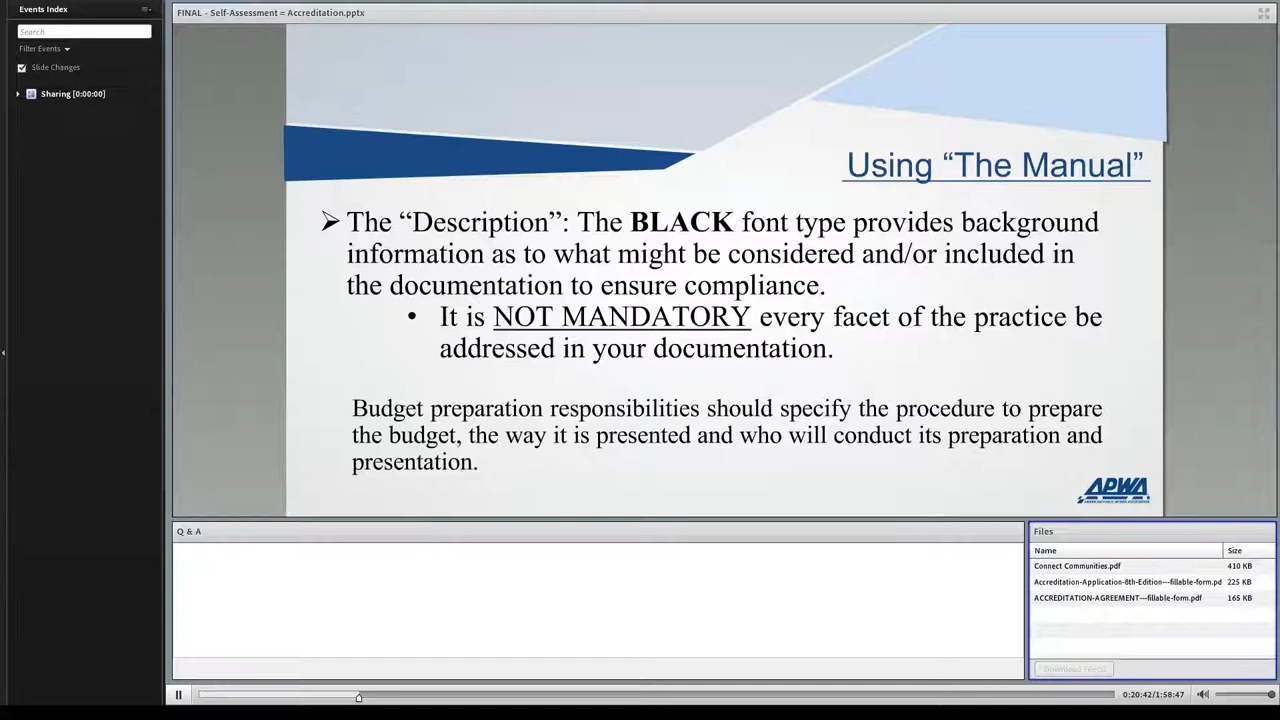 Events Index
FINAL - Self-Assessment = Accreditation.pptx
Search
Filter Events
Slide Changes
Sharing [0:00:00]
Using “The Manual”
➢ The “Description”: The BLACK font type provides background
information as to what might be considered and/or included in
the documentation to ensure compliance.
• It is NOT MANDATORY every facet of the practice be
addressed in your documentation.
Budget preparation responsibilities should specify the procedure to prepare
the budget, the way it is presented and who will conduct its preparation and
presentation.
APWA
Q & A
Files
Name Size
Connect Communities.pdf 410 KB
Accreditation-Application-8th-Edition---fillable-form.pd 225 KB
ACCREDITATION-AGREEMENT---fillable-form.pdf 165 KB
Download File(s)
0:20:42/1:58:47